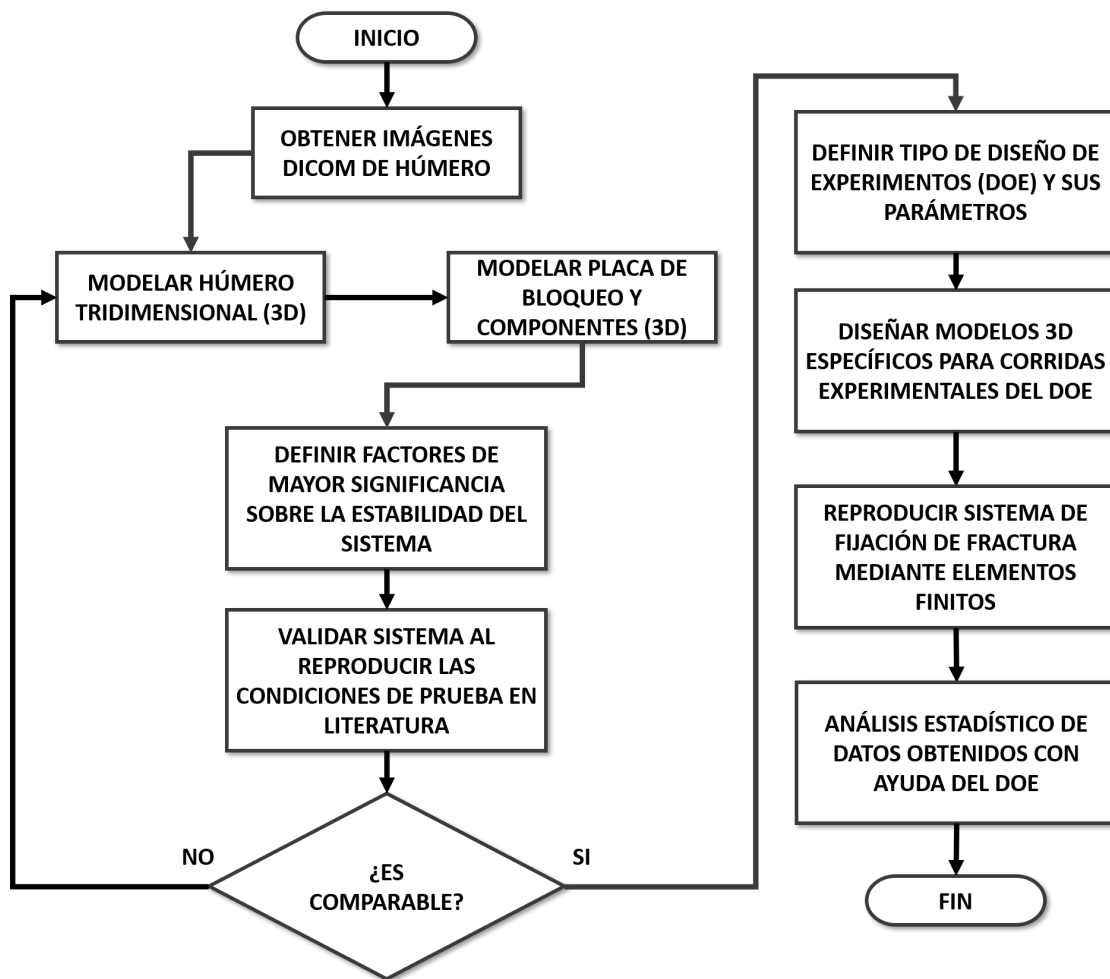 INICIO
OBTENER IMÁGENES
DICOM DE HÚMERO
MODELAR HÚMERO
TRIDIMENSIONAL (3D)
MODELAR PLACA DE
BLOQUEO Y
COMPONENTES (3D)
DEFINIR FACTORES DE
MAYOR SIGNIFICANCIA
SOBRE LA ESTABILIDAD DEL
SISTEMA
VALIDAR SISTEMA AL
REPRODUCIR LAS
CONDICIONES DE PRUEBA EN
LITERATURA
¿ES
COMPARABLE?
NO
SI
DEFINIR TIPO DE DISEÑO DE
EXPERIMENTOS (DOE) Y SUS
PARÁMETROS
DISEÑAR MODELOS 3D
ESPECÍFICOS PARA CORRIDAS
EXPERIMENTALES DEL DOE
REPRODUCIR SISTEMA DE
FIJACIÓN DE FRACTURA
MEDIANTE ELEMENTOS
FINITOS
ANÁLISIS ESTADÍSTICO DE
DATOS OBTENIDOS CON
AYUDA DEL DOE
FIN